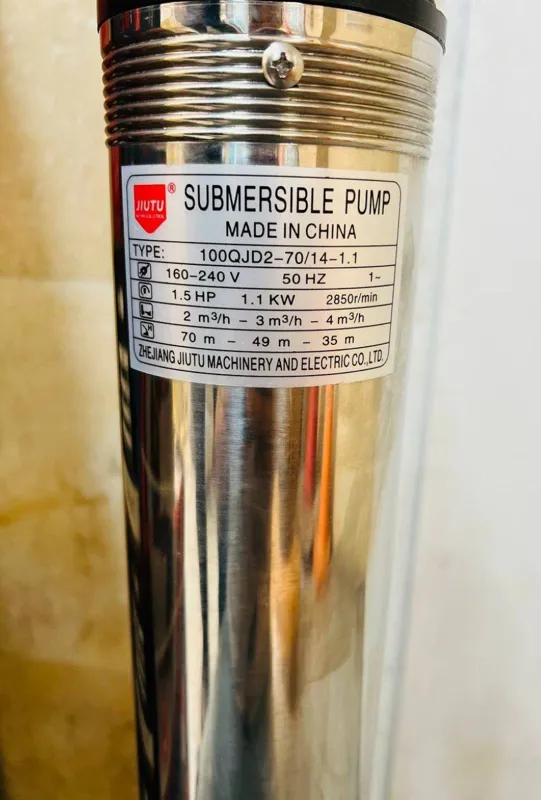 JIUTU ®
SUBMERSIBLE PUMP
MADE IN CHINA
TYPE: 100QJD2-70/14-1.1
160-240 V 50 HZ 1~
1.5 HP 1.1 KW 2850r/min
2 m³/h - 3 m³/h - 4 m³/h
70 m - 49 m - 35 m
ZHEJIANG JIUTU MACHINERY AND ELECTRIC CO.,LTD.